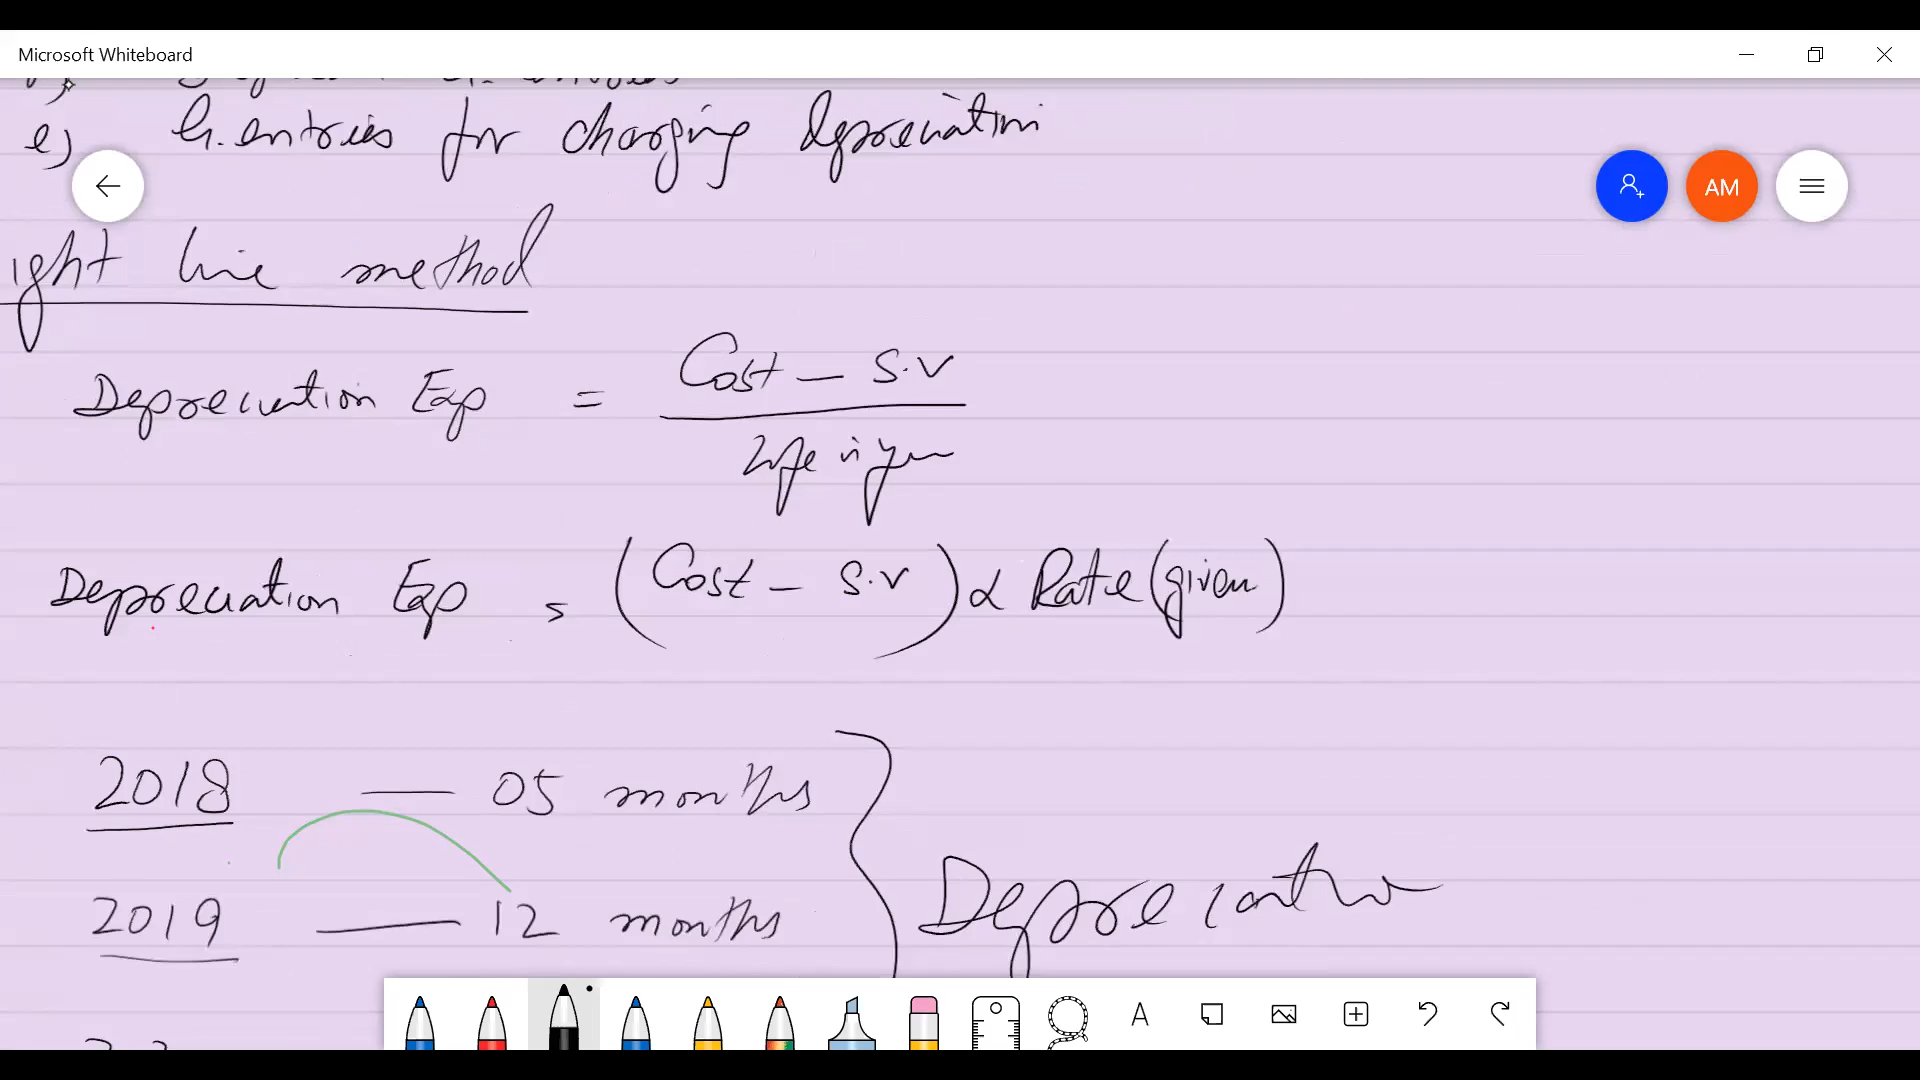 Microsoft Whiteboard
e) G.entries for charging depreciation
AM
ight line method
Depreciation Exp = Cost - S.V
Life in year
Depreciation Exp = (Cost - S.V) x Rate (given)
2018 — 05 months
2019 — 12 months
Depreciation
A